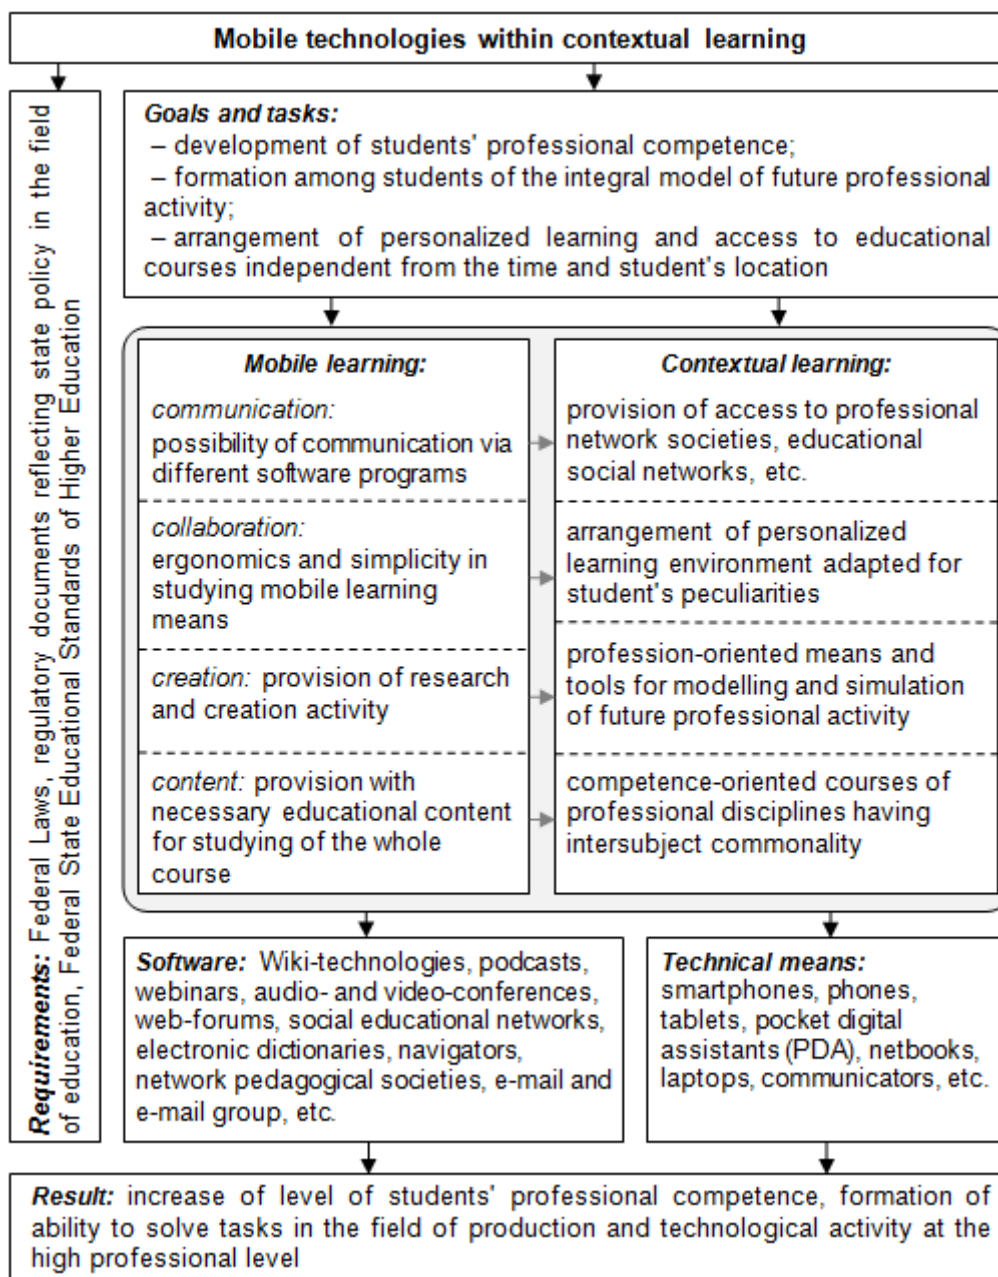 Mobile technologies within contextual learning
Requirements: Federal Laws, regulatory documents reflecting state policy in the field
of education, Federal State Educational Standards of Higher Education
Goals and tasks:
– development of students' professional competence;
– formation among students of the integral model of future professional
activity;
– arrangement of personalized learning and access to educational
courses independent from the time and student's location
Mobile learning:
communication:
possibility of communication via
different software programs
collaboration:
ergonomics and simplicity in
studying mobile learning
means
creation: provision of research
and creation activity
content: provision with
necessary educational content
for studying of the whole
course
Contextual learning:
provision of access to professional
network societies, educational
social networks, etc.
arrangement of personalized
learning environment adapted for
student's peculiarities
profession-oriented means and
tools for modelling and simulation
of future professional activity
competence-oriented courses of
professional disciplines having
intersubject commonality
Software: Wiki-technologies, podcasts,
webinars, audio- and video-conferences,
web-forums, social educational networks,
electronic dictionaries, navigators,
network pedagogical societies, e-mail and
e-mail group, etc.
Technical means:
smartphones, phones,
tablets, pocket digital
assistants (PDA), netbooks,
laptops, communicators, etc.
Result: increase of level of students' professional competence, formation of
ability to solve tasks in the field of production and technological activity at the
high professional level